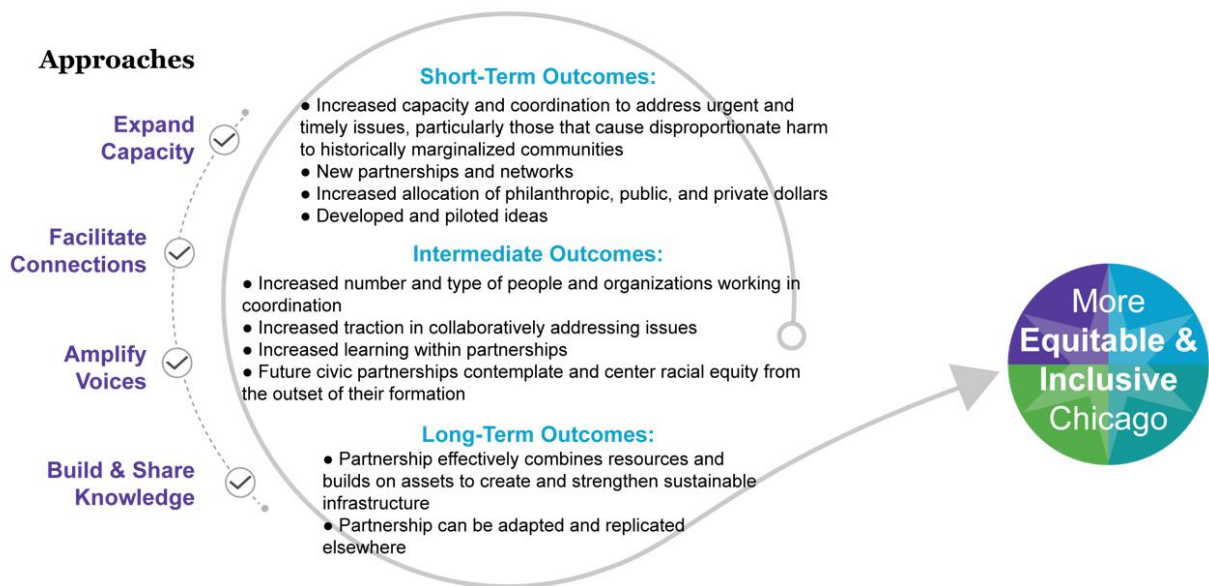 Approaches
Expand
Capacity
Facilitate
Connections
Amplify
Voices
Build & Share
Knowledge
Short-Term Outcomes:
● Increased capacity and coordination to address urgent and
timely issues, particularly those that cause disproportionate harm
to historically marginalized communities
● New partnerships and networks
● Increased allocation of philanthropic, public, and private dollars
● Developed and piloted ideas
Intermediate Outcomes:
● Increased number and type of people and organizations working in
coordination
● Increased traction in collaboratively addressing issues
● Increased learning within partnerships
● Future civic partnerships contemplate and center racial equity from
the outset of their formation
Long-Term Outcomes:
● Partnership effectively combines resources and
builds on assets to create and strengthen sustainable
infrastructure
● Partnership can be adapted and replicated
elsewhere
More
Equitable &
Inclusive
Chicago